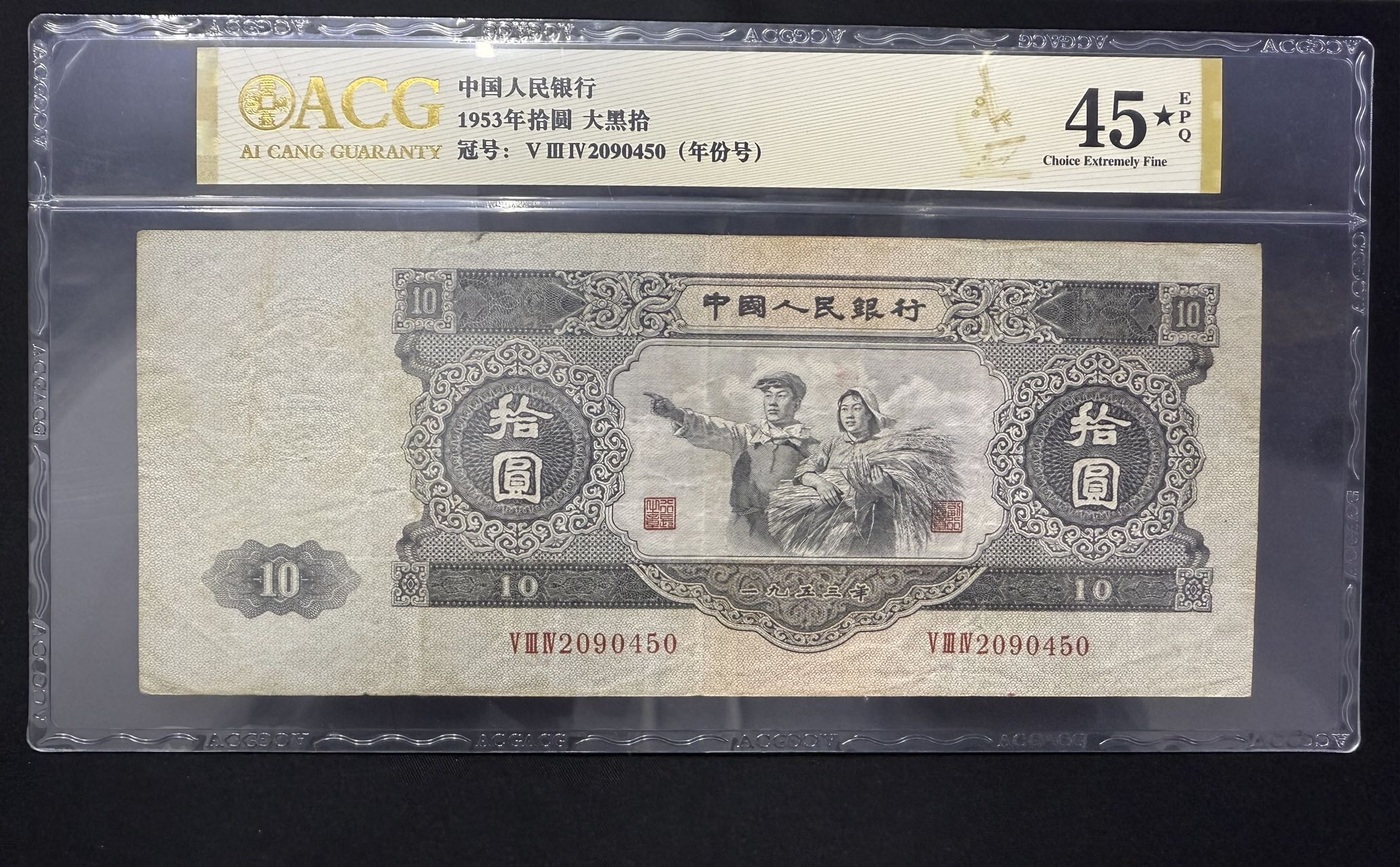 ACG
AI CANG GUARANTY
中国人民银行
1953年拾圆 大黑拾
冠号：ⅤⅢⅣ2090450（年份号）
45★
EPQ
Choice Extremely Fine
10
中國人民銀行
10
拾圓
拾圓
10
10
一九五三年
10
ⅤⅢⅣ2090450
ⅤⅢⅣ2090450